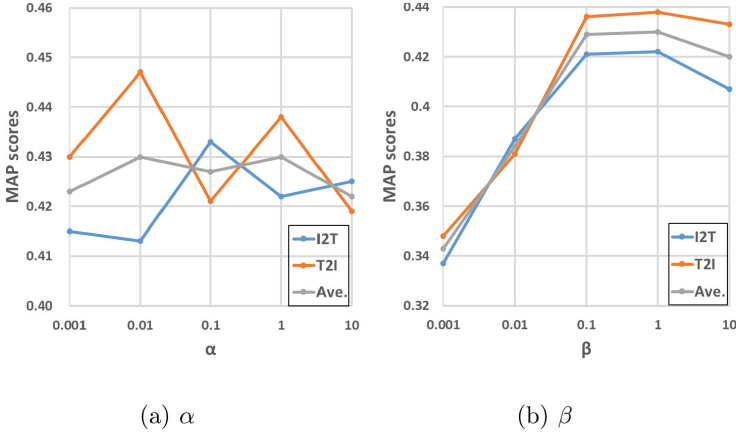 0.46
0.45
0.44
0.43
0.42
0.41
0.40
MAP scores
0.001 0.01 0.1 1 10
α
I2T
T2I
Ave.
0.44
0.42
0.4
0.38
0.36
0.34
0.32
MAP scores
0.001 0.01 0.1 1 10
β
I2T
T2I
Ave.
(a) α
(b) β